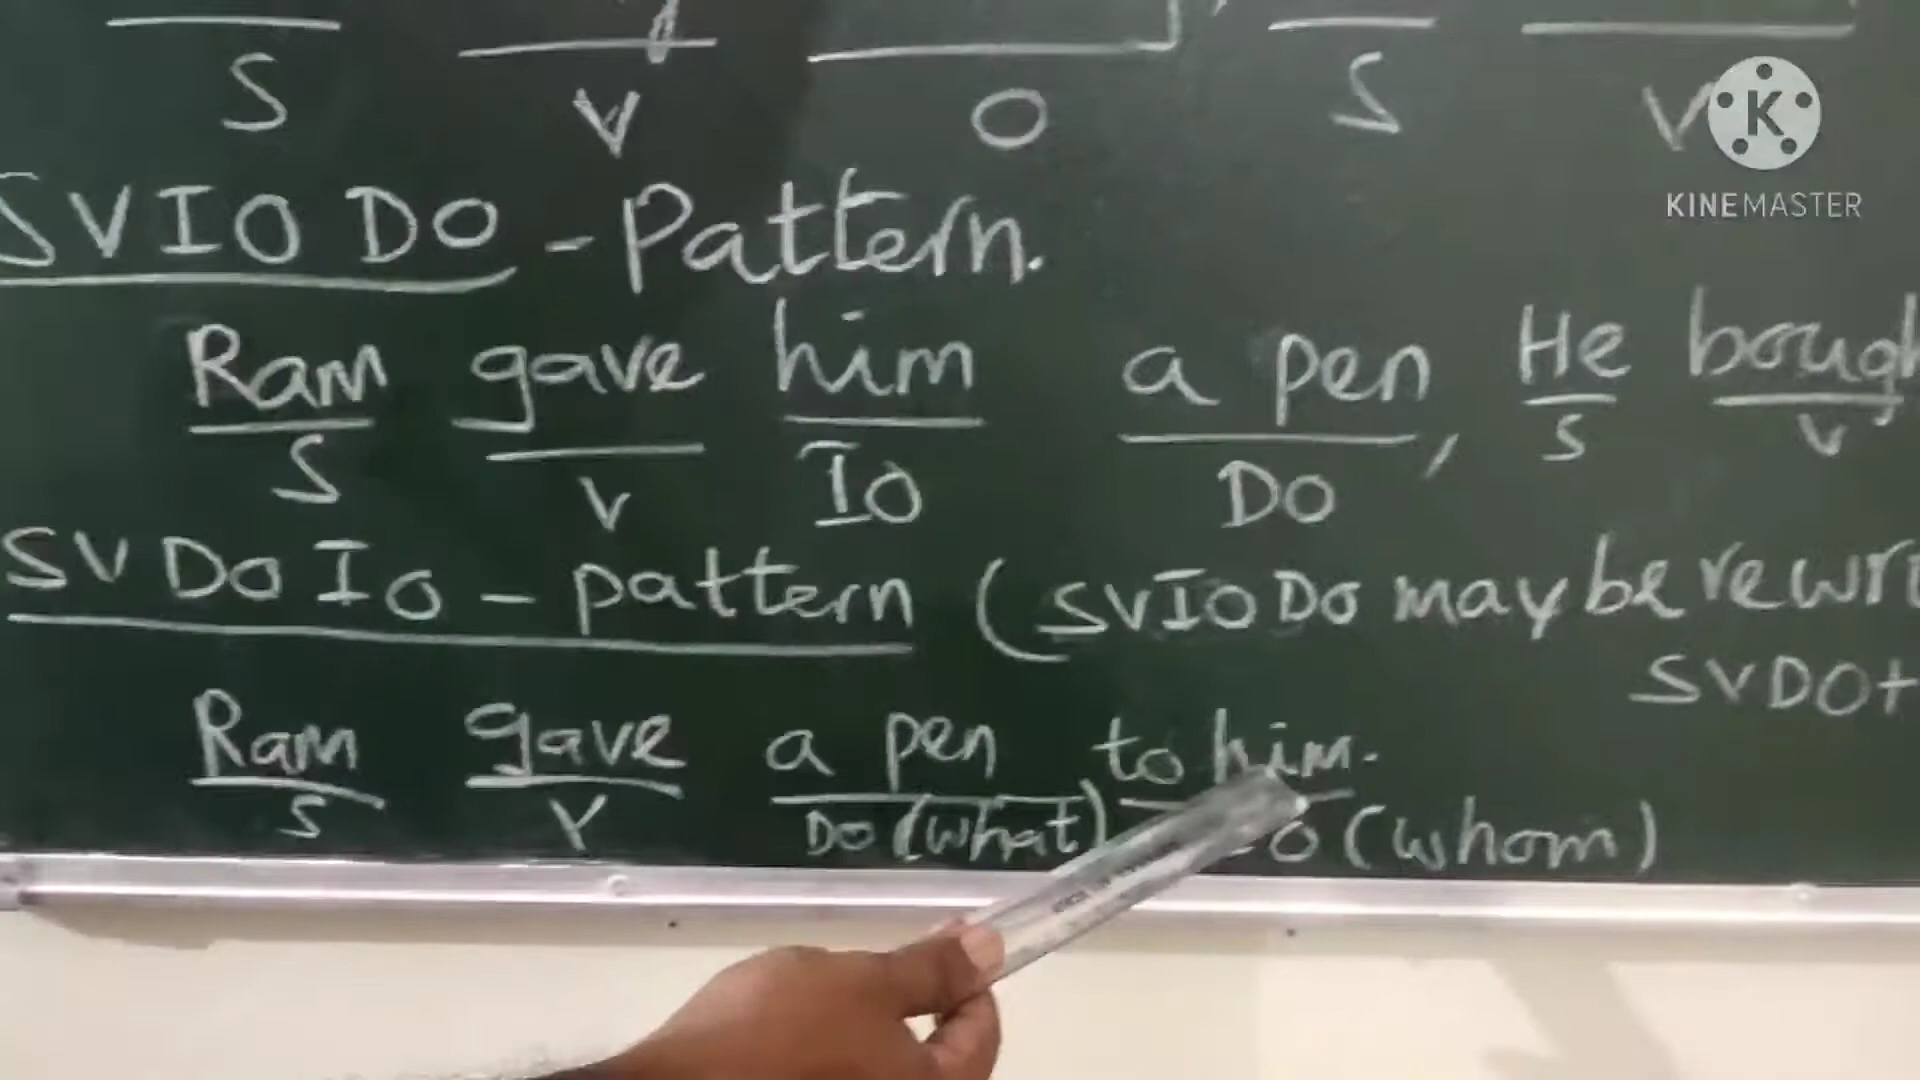 S V O S V
SVIO DO - Pattern.
Ram gave him a pen, He
S V IO DO S V
SV DO IO - pattern (SVIO DO may be
SVDO+
Ram gave a pen to him.
S V DO (what) (whom)
KINEMASTER